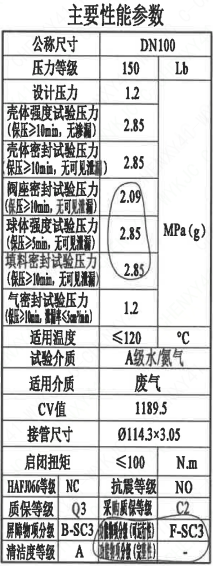 主要性能参数
公称尺寸 DN100
压力等级 150 Lb
设计压力 1.2
壳体强度试验压力
(保压≥10min, 无渗漏) 2.85
壳体密封试验压力
(保压≥10min, 无可见泄漏) 2.85
阀座密封试验压力
(保压≥10min, 无可见泄漏) 2.09
球体强度试验压力
(保压≥5min, 无可见泄漏) 2.85
MPa(g)
填料密封试验压力
(保压≥10min, 无可见泄漏) 2.85
气密封试验压力
(保压≥10min, 1.2
适用温度 ≤120 ℃
试验介质 A级水/氮气
适用介质 废气
CV值 1189.5
接管尺寸 Ø114.3×3.05
启闭扭矩 ≤100 N.m
HAFJ066等级 NC 抗震等级 NO
质保等级 Q3 采购质保等级 C2
屏障物项分级 B-SC3 F-SC3
清洁度等级 A -